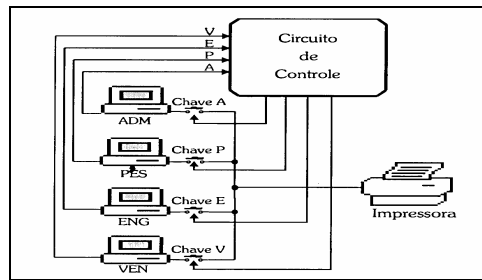 V
E
P
A
Circuito
de
Controle
Chave A
ADM
Chave P
PES
Chave E
ENG
Chave V
VEN
Impressora